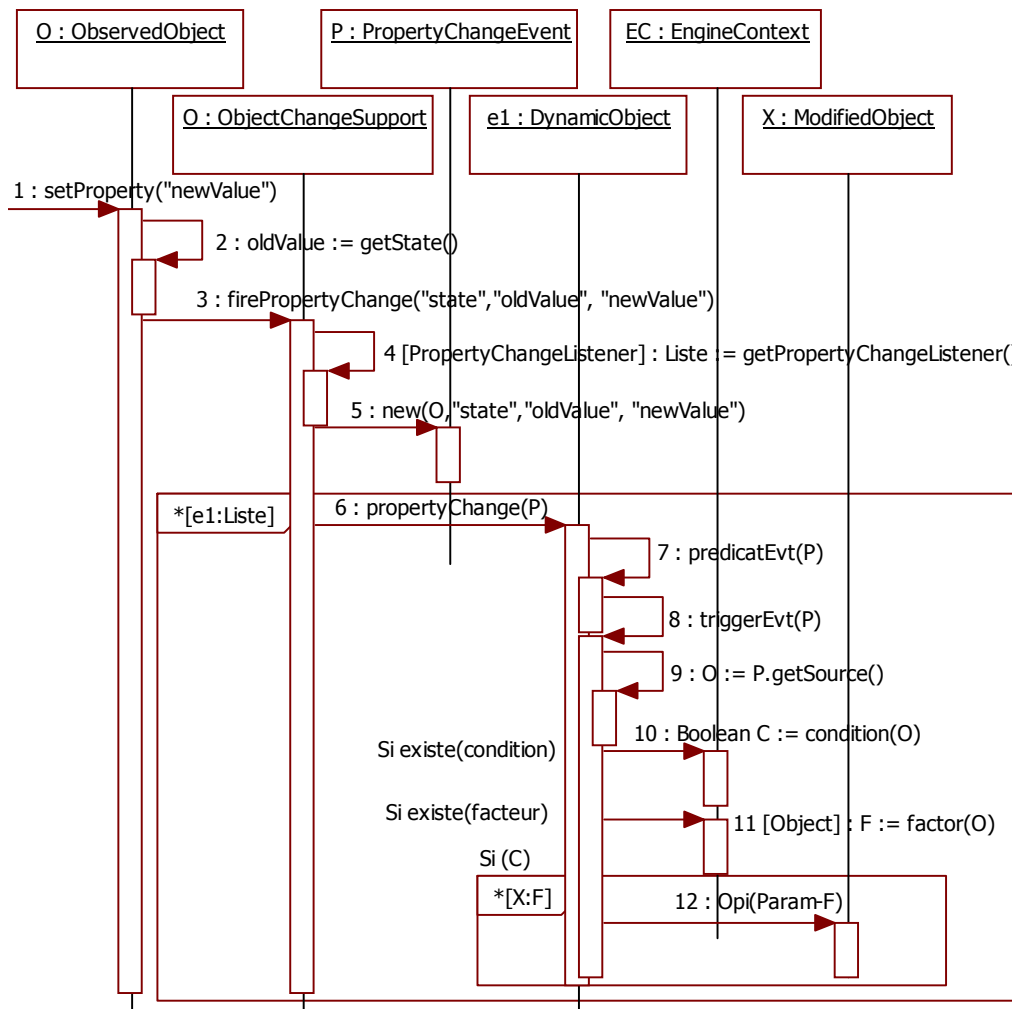 O : ObservedObject
P : PropertyChangeEvent
EC : EngineContext
O : ObjectChangeSupport
e1 : DynamicObject
X : ModifiedObject
1 : setProperty("newValue")
2 : oldValue := getState()
3 : firePropertyChange("state","oldValue", "newValue")
4 [PropertyChangeListener] : Liste := getPropertyChangeListener()
5 : new(O,"state","oldValue", "newValue")
*[e1:Liste]
6 : propertyChange(P)
7 : predicatEvt(P)
8 : triggerEvt(P)
9 : O := P.getSource()
10 : Boolean C := condition(O)
Si existe(condition)
Si existe(facteur)
11 [Object] : F := factor(O)
Si (C)
*[X:F]
12 : Opi(Param-F)